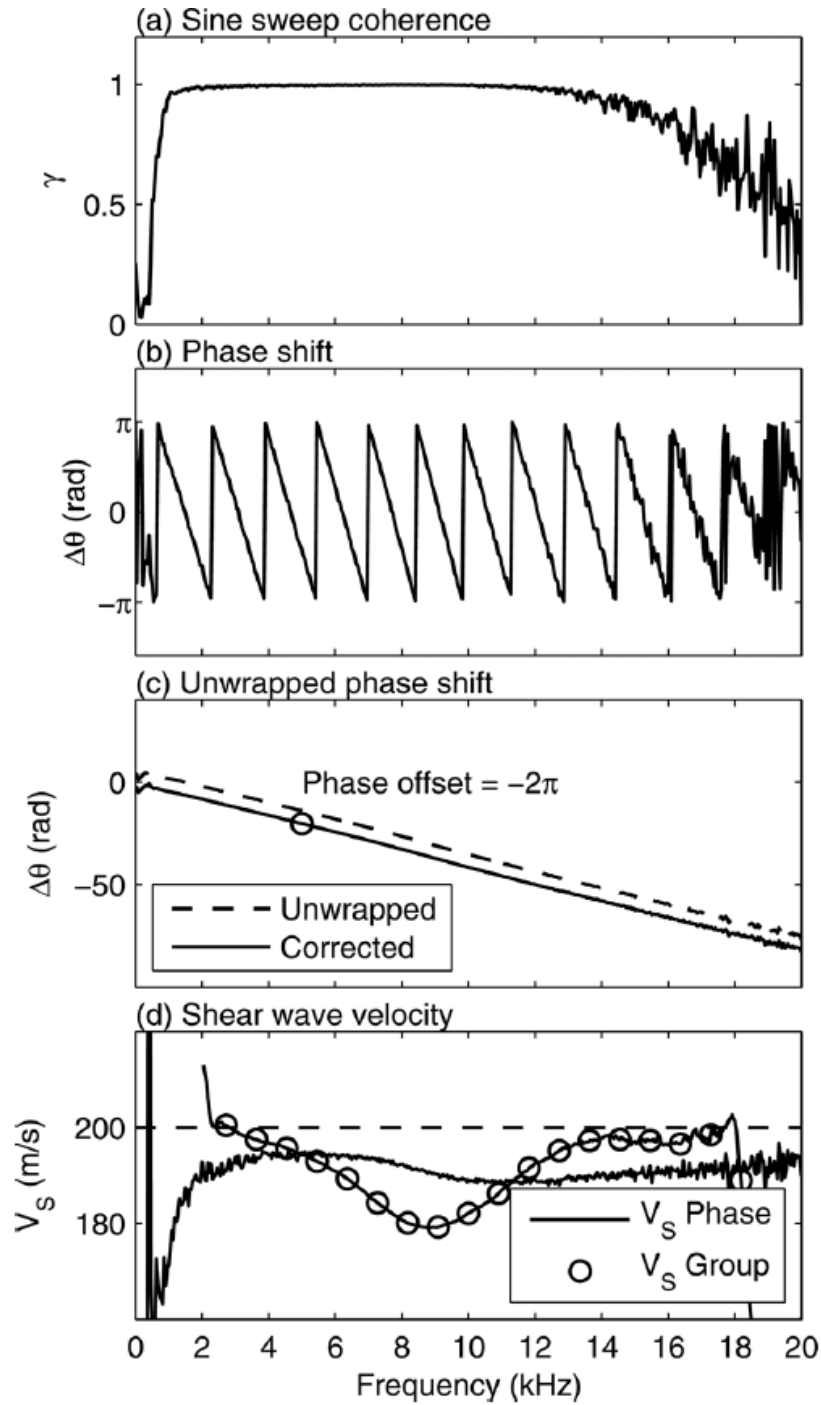 (a) Sine sweep coherence
1
0.5
0
γ
(b) Phase shift
π
0
−π
Δθ (rad)
(c) Unwrapped phase shift
0
−50
Δθ (rad)
Phase offset = −2π
Unwrapped
Corrected
(d) Shear wave velocity
200
180
V_S (m/s)
V_S Phase
V_S Group
0 2 4 6 8 10 12 14 16 18 20
Frequency (kHz)